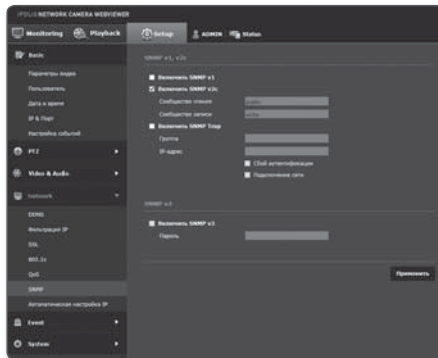 iPOLiS NETWORK CAMERA WEBVIEWER
Monitoring
Playback
Setup
ADMIN
Status
Basic
Параметры видео
Пользователь
Дата и время
IP & Порт
Настройка событий
PTZ
Video & Audio
Network
DDNS
Фильтрация IP
SSL
802.1x
QoS
SNMP
Автоматическая настройка IP
Event
System
SNMP v1, v2c
Включить SNMP v1
Включить SNMP v2c
Сообщество чтения
public
Сообщество записи
write
Включить SNMP Trap
Группа
IP-адрес
Сбой аутентификации
Подключение сети
SNMP v3
Включить SNMP v3
Пароль
Применить